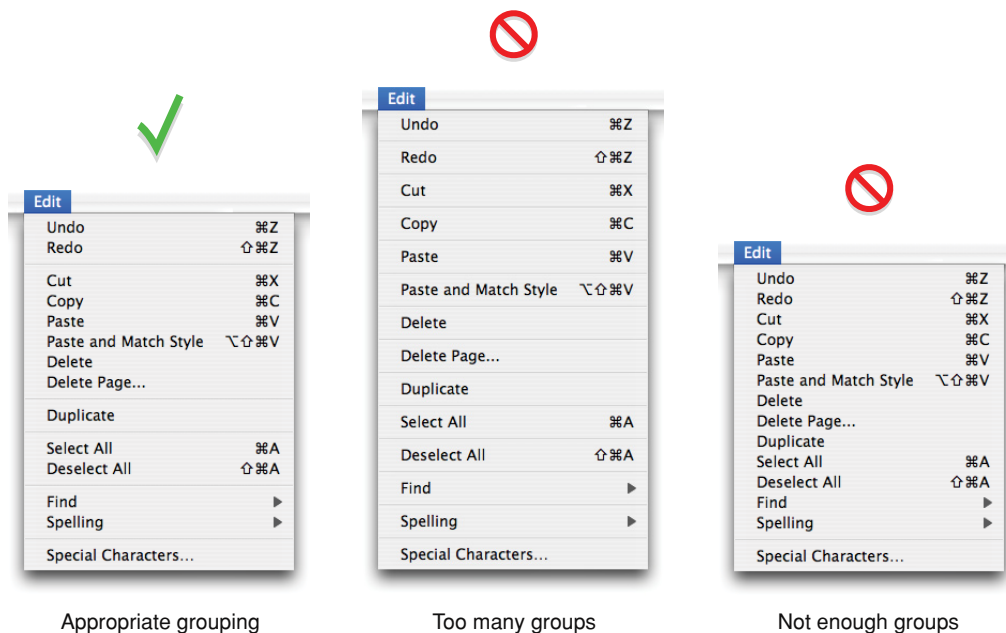 Edit
Undo ⌘Z
Redo ⇧⌘Z
Cut ⌘X
Copy ⌘C
Paste ⌘V
Paste and Match Style ⌥⇧⌘V
Delete
Delete Page...
Duplicate
Select All ⌘A
Deselect All ⇧⌘A
Find
Spelling
Special Characters...
Appropriate grouping
Edit
Undo ⌘Z
Redo ⇧⌘Z
Cut ⌘X
Copy ⌘C
Paste ⌘V
Paste and Match Style ⌥⇧⌘V
Delete
Delete Page...
Duplicate
Select All ⌘A
Deselect All ⇧⌘A
Find
Spelling
Special Characters...
Too many groups
Edit
Undo ⌘Z
Redo ⇧⌘Z
Cut ⌘X
Copy ⌘C
Paste ⌘V
Paste and Match Style ⌥⇧⌘V
Delete
Delete Page...
Duplicate
Select All ⌘A
Deselect All ⇧⌘A
Find
Spelling
Special Characters...
Not enough groups